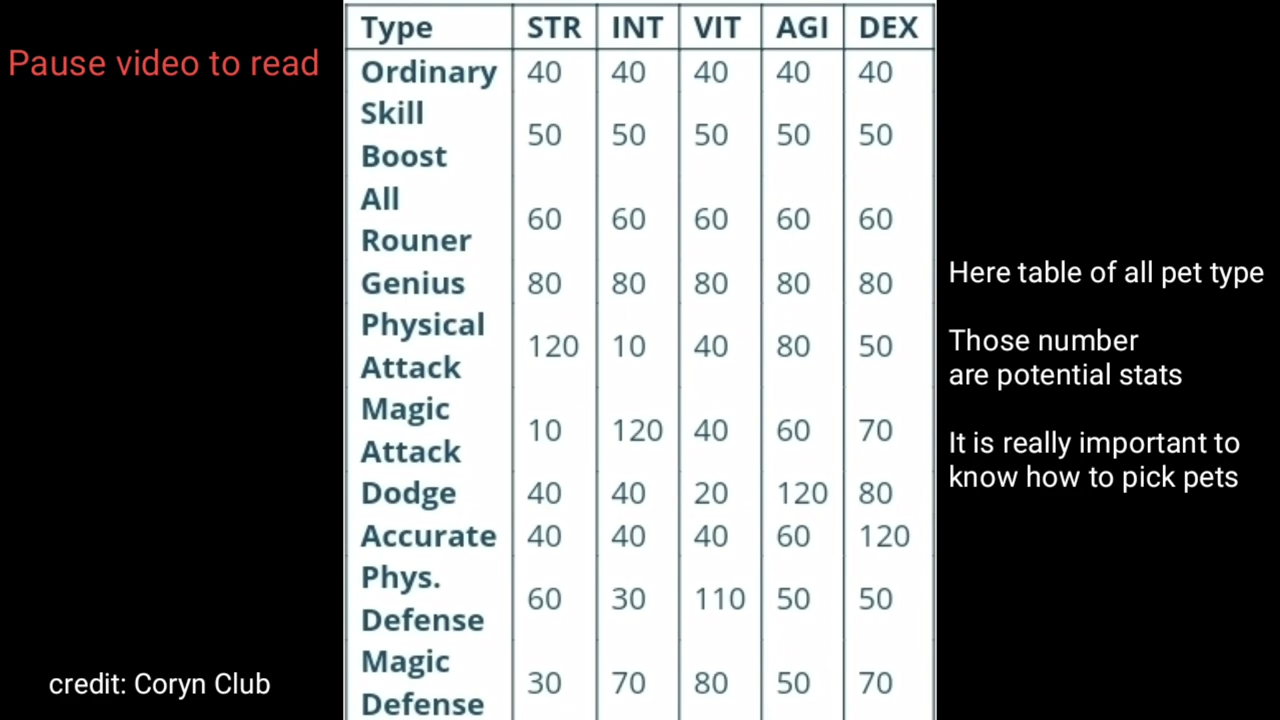 Pause video to read
Type STR INT VIT AGI DEX
Ordinary 40 40 40 40 40
Skill
Boost 50 50 50 50 50
All
Rouner 60 60 60 60 60
Genius 80 80 80 80 80
Physical
Attack 120 10 40 80 50
Magic
Attack 10 120 40 60 70
Dodge 40 40 20 120 80
Accurate 40 40 40 60 120
Phys.
Defense 60 30 110 50 50
Magic
Defense 30 70 80 50 70
Here table of all pet type
Those number
are potential stats
It is really important to
know how to pick pets
credit: Coryn Club